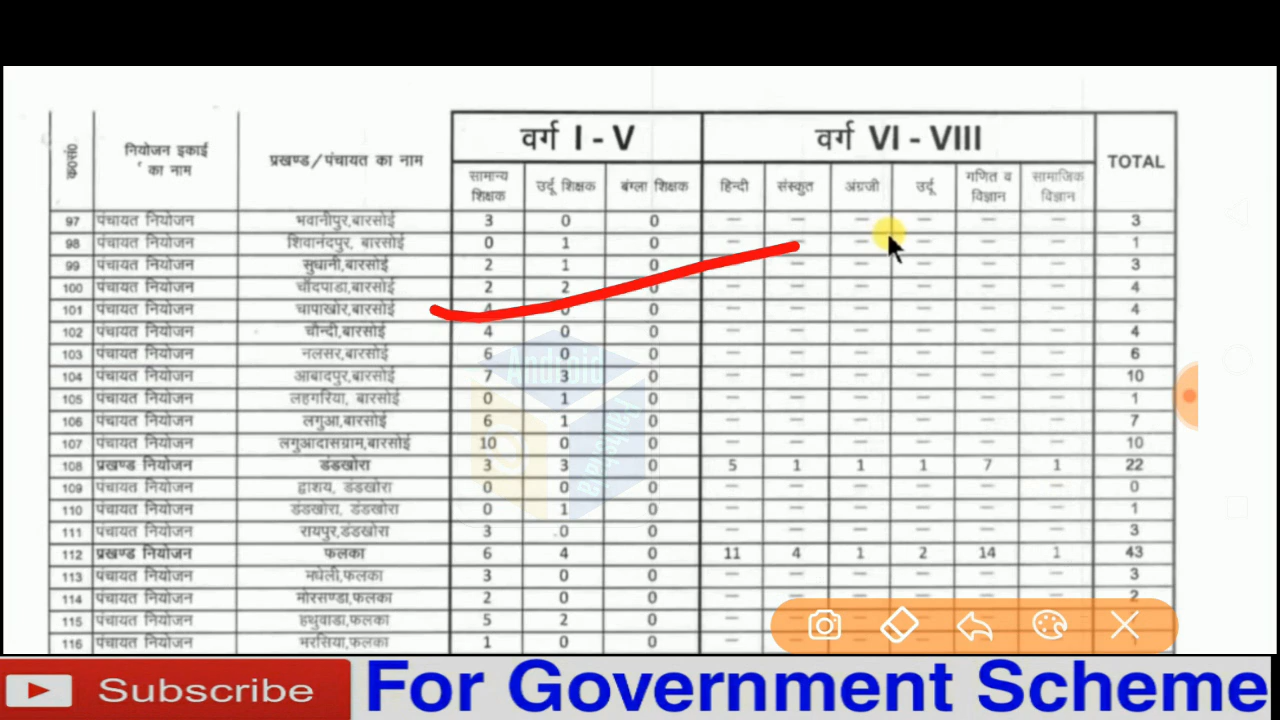 वर्ग I - V वर्ग VI - VIII
क०सं० नियोजन इकाई का नाम प्रखण्ड/पंचायत का नाम सामान्य शिक्षक उर्दू शिक्षक बंग्ला शिक्षक हिन्दी संस्कृत अंग्रजी उर्दू गणित व विज्ञान सामाजिक विज्ञान TOTAL
97 पंचायत नियोजन भवानीपुर,बारसोई 3 0 0 — — — — — — 3
98 पंचायत नियोजन शिवानंदपुर, बारसोई 0 1 0 — — — — — — 1
99 पंचायत नियोजन सुधानी,बारसोई 2 1 0 — — — — — — 3
100 पंचायत नियोजन चाँदपाडा,बारसोई 2 2 0 — — — — — — 4
101 पंचायत नियोजन चापाखोर,बारसोई 4 0 0 — — — — — — 4
102 पंचायत नियोजन चौन्दी,बारसोई 4 0 0 — — — — — — 4
103 पंचायत नियोजन नलसर,बारसोई 6 0 0 — — — — — — 6
104 पंचायत नियोजन आबादपुर,बारसोई 7 3 0 — — — — — — 10
105 पंचायत नियोजन लहगरिया, बारसोई 0 1 0 — — — — — — 1
106 पंचायत नियोजन लगुआ,बारसोई 6 1 0 — — — — — — 7
107 पंचायत नियोजन लगुआदासग्राम,बारसोई 10 0 0 — — — — — — 10
108 प्रखण्ड नियोजन डंडखोरा 3 3 0 5 1 1 1 7 1 22
109 पंचायत नियोजन द्वाशय, डंडखोरा 0 0 0 — — — — — — 0
110 पंचायत नियोजन डंडखोरा, डंडखोरा 0 1 0 — — — — — — 1
111 पंचायत नियोजन रायपुर,डंडखोरा 3 0 0 — — — — — — 3
112 प्रखण्ड नियोजन फलका 6 4 0 11 4 1 2 14 1 43
113 पंचायत नियोजन मघेली,फलका 3 0 0 — — — — — — 3
114 पंचायत नियोजन मोरसण्डा,फलका 2 0 0 — 2
115 पंचायत नियोजन हथुवाडा,फलका 5 2 0 —
116 पंचायत नियोजन भरसिया,फलका 1 0 0 —
Android
Subscribe For Government Scheme